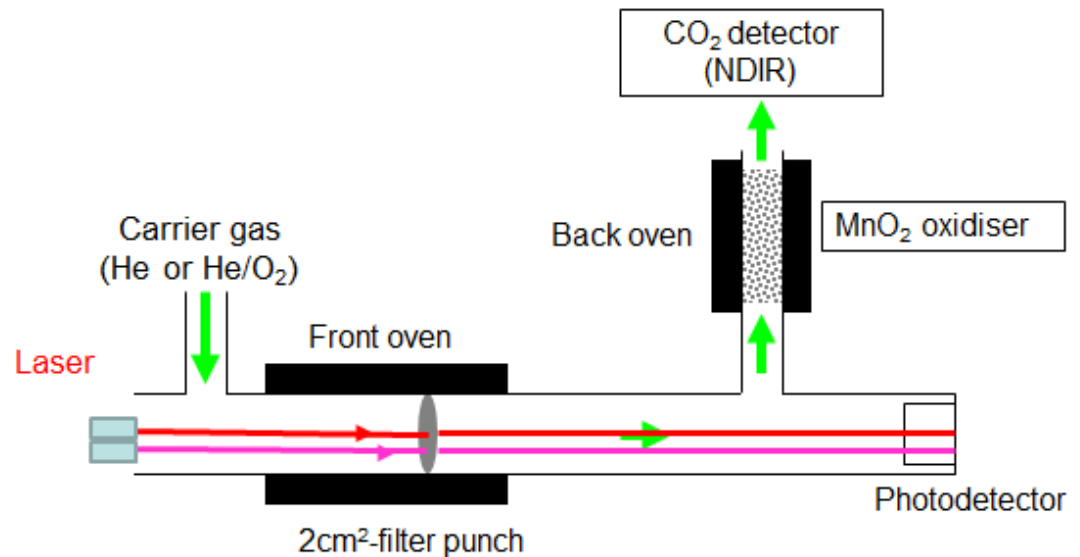 CO₂ detector
(NDIR)
Carrier gas
(He or He/O₂)
Back oven
MnO₂ oxidiser
Front oven
Laser
Photodetector
2cm²-filter punch